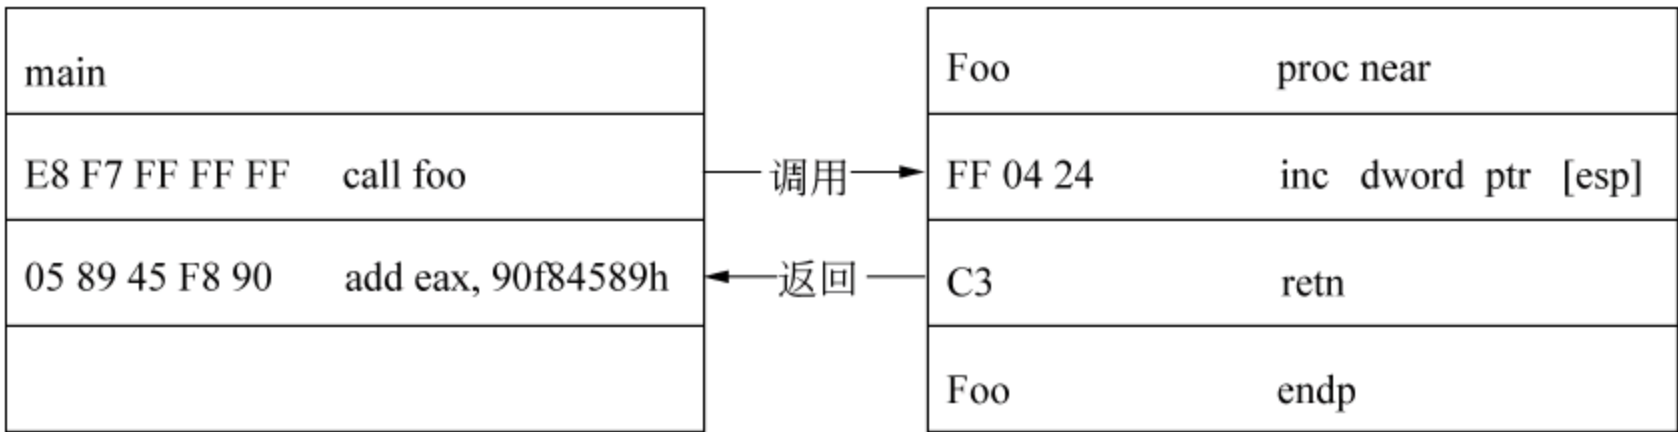 main
E8 F7 FF FF FF call foo
05 89 45 F8 90 add eax, 90f84589h
调用
返回
Foo proc near
FF 04 24 inc dword ptr [esp]
C3 retn
Foo endp